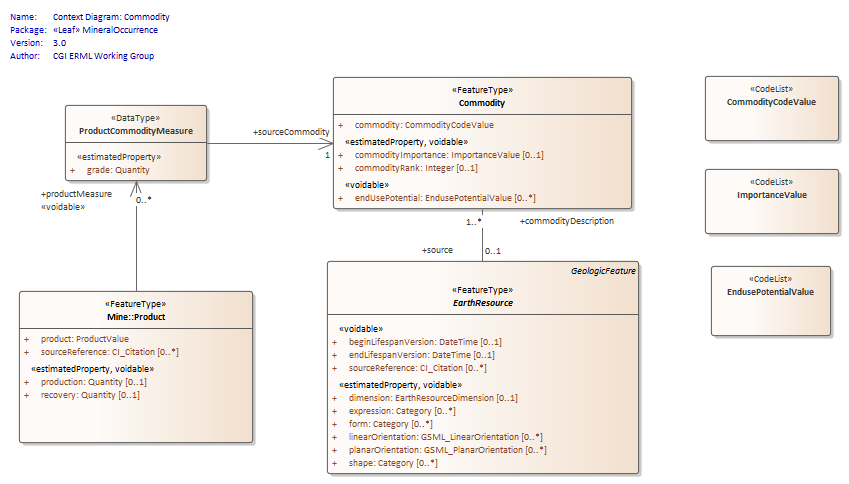 Name: Context Diagram: Commodity
Package: «Leaf» MineralOccurrence
Version: 3.0
Author: CGI ERML Working Group
«DataType»
ProductCommodityMeasure
«estimatedProperty»
+ grade: Quantity
+sourceCommodity
1
«FeatureType»
Commodity
+ commodity: CommodityCodeValue
«estimatedProperty, voidable»
+ commodityImportance: ImportanceValue [0..1]
+ commodityRank: Integer [0..1]
«voidable»
+ endUsePotential: EndusePotentialValue [0..*]
«CodeList»
CommodityCodeValue
«CodeList»
ImportanceValue
«CodeList»
EndusePotentialValue
+productMeasure
«voidable»
0..*
1..*
+commodityDescription
+source
0..1
«FeatureType»
Mine::Product
+ product: ProductValue
+ sourceReference: CI_Citation [0..*]
«estimatedProperty, voidable»
+ production: Quantity [0..1]
+ recovery: Quantity [0..1]
GeologicFeature
«FeatureType»
EarthResource
«voidable»
+ beginLifespanVersion: DateTime [0..1]
+ endLifespanVersion: DateTime [0..1]
+ sourceReference: CI_Citation [0..*]
«estimatedProperty, voidable»
+ dimension: EarthResourceDimension [0..1]
+ expression: Category [0..*]
+ form: Category [0..*]
+ linearOrientation: GSML_LinearOrientation [0..*]
+ planarOrientation: GSML_PlanarOrientation [0..*]
+ shape: Category [0..*]